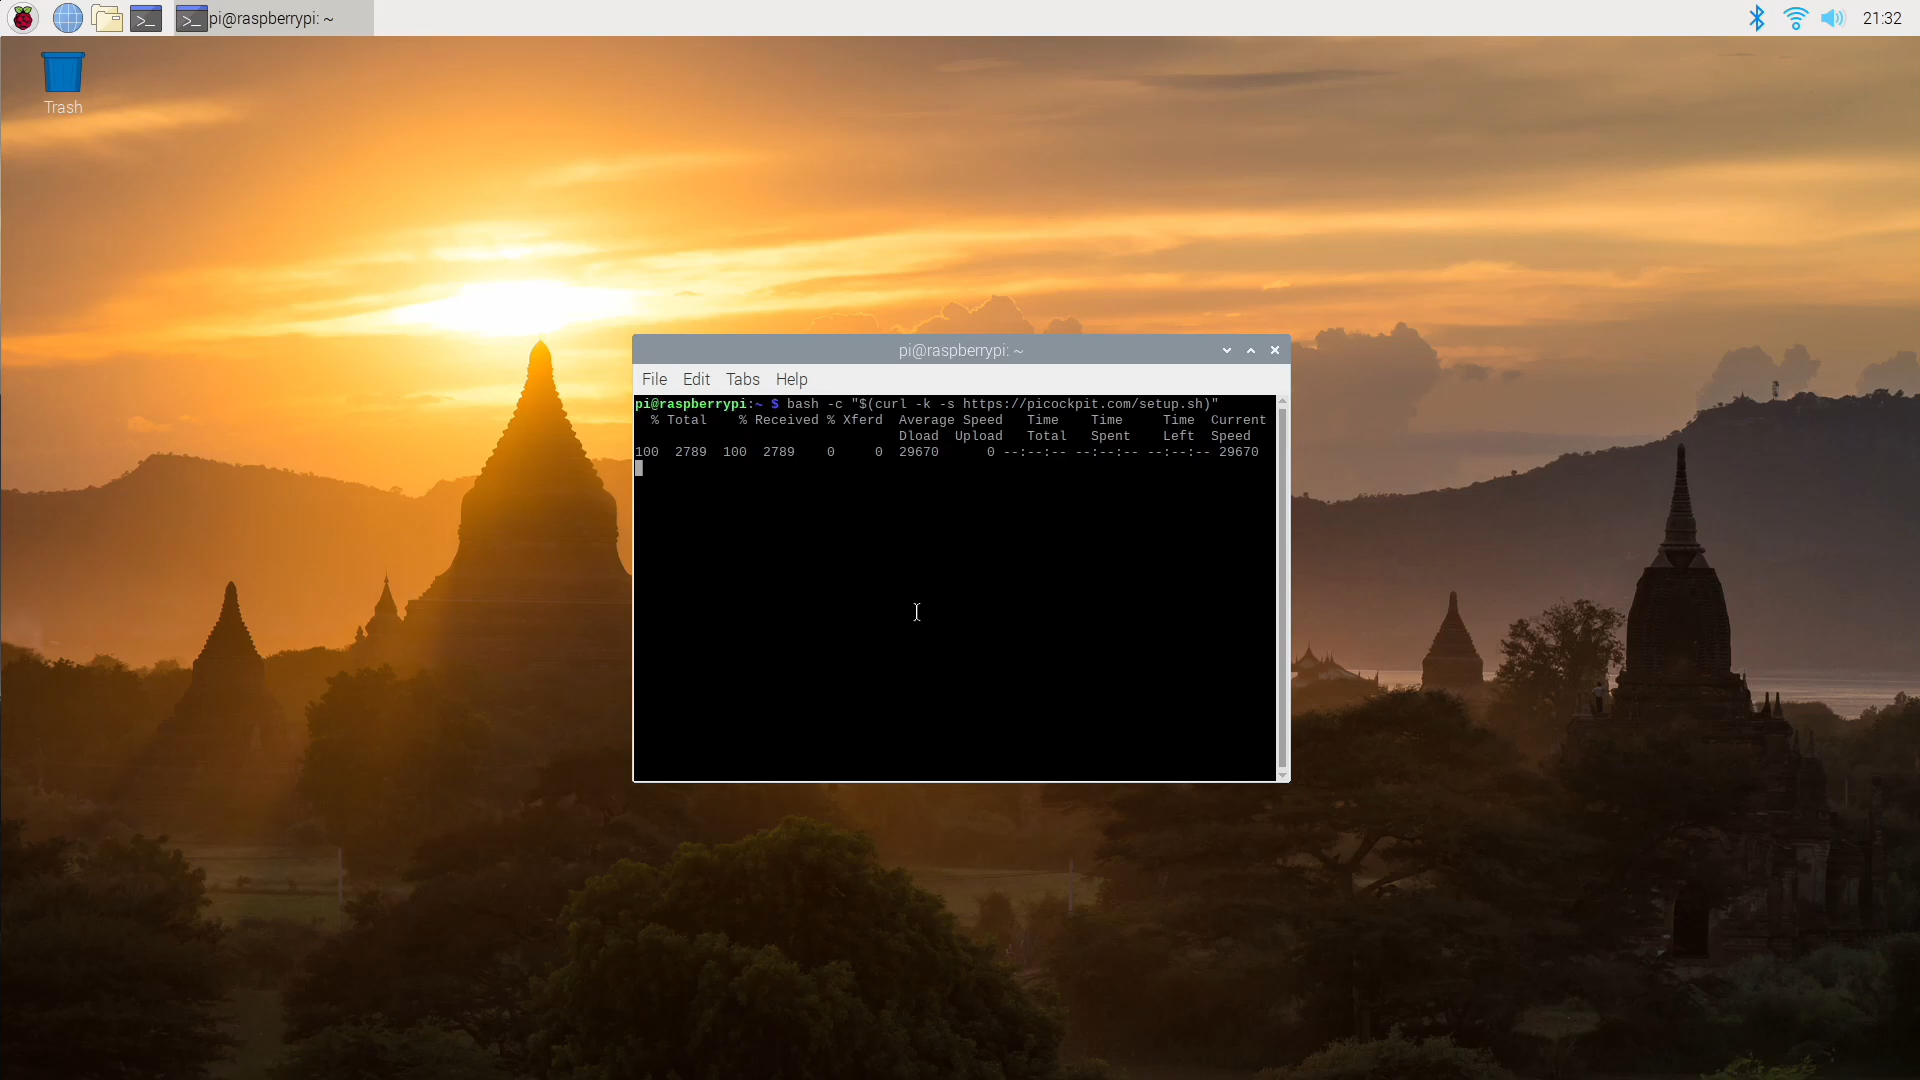 pi@raspberrypi: ~
21:32
Trash
pi@raspberrypi: ~
File Edit Tabs Help
pi@raspberrypi:~ $ bash -c "$(curl -k -s https://picockpit.com/setup.sh)"
% Total % Received % Xferd Average Speed Time Time Time Current
Dload Upload Total Spent Left Speed
100 2789 100 2789 0 0 29670 0 --:--:-- --:--:-- --:--:-- 29670